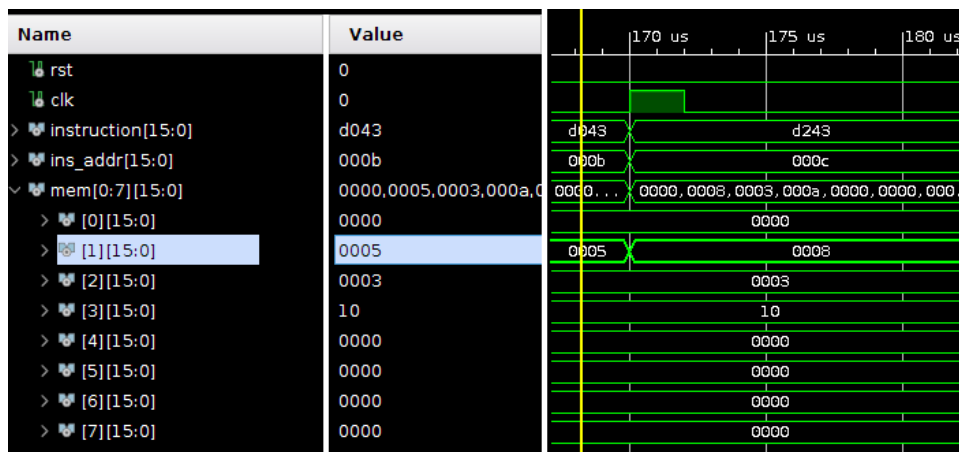 Name Value 170 us 175 us 180 us
rst 0
clk 0
instruction[15:0] d043 d043 d243
ins_addr[15:0] 000b 000b 000c
mem[0:7][15:0] 0000,0005,0003,000a,0 0000... 0000,0008,0003,000a,0000,0000,000.
[0][15:0] 0000 0000
[1][15:0] 0005 0005 0008
[2][15:0] 0003 0003
[3][15:0] 10 10
[4][15:0] 0000 0000
[5][15:0] 0000 0000
[6][15:0] 0000 0000
[7][15:0] 0000 0000